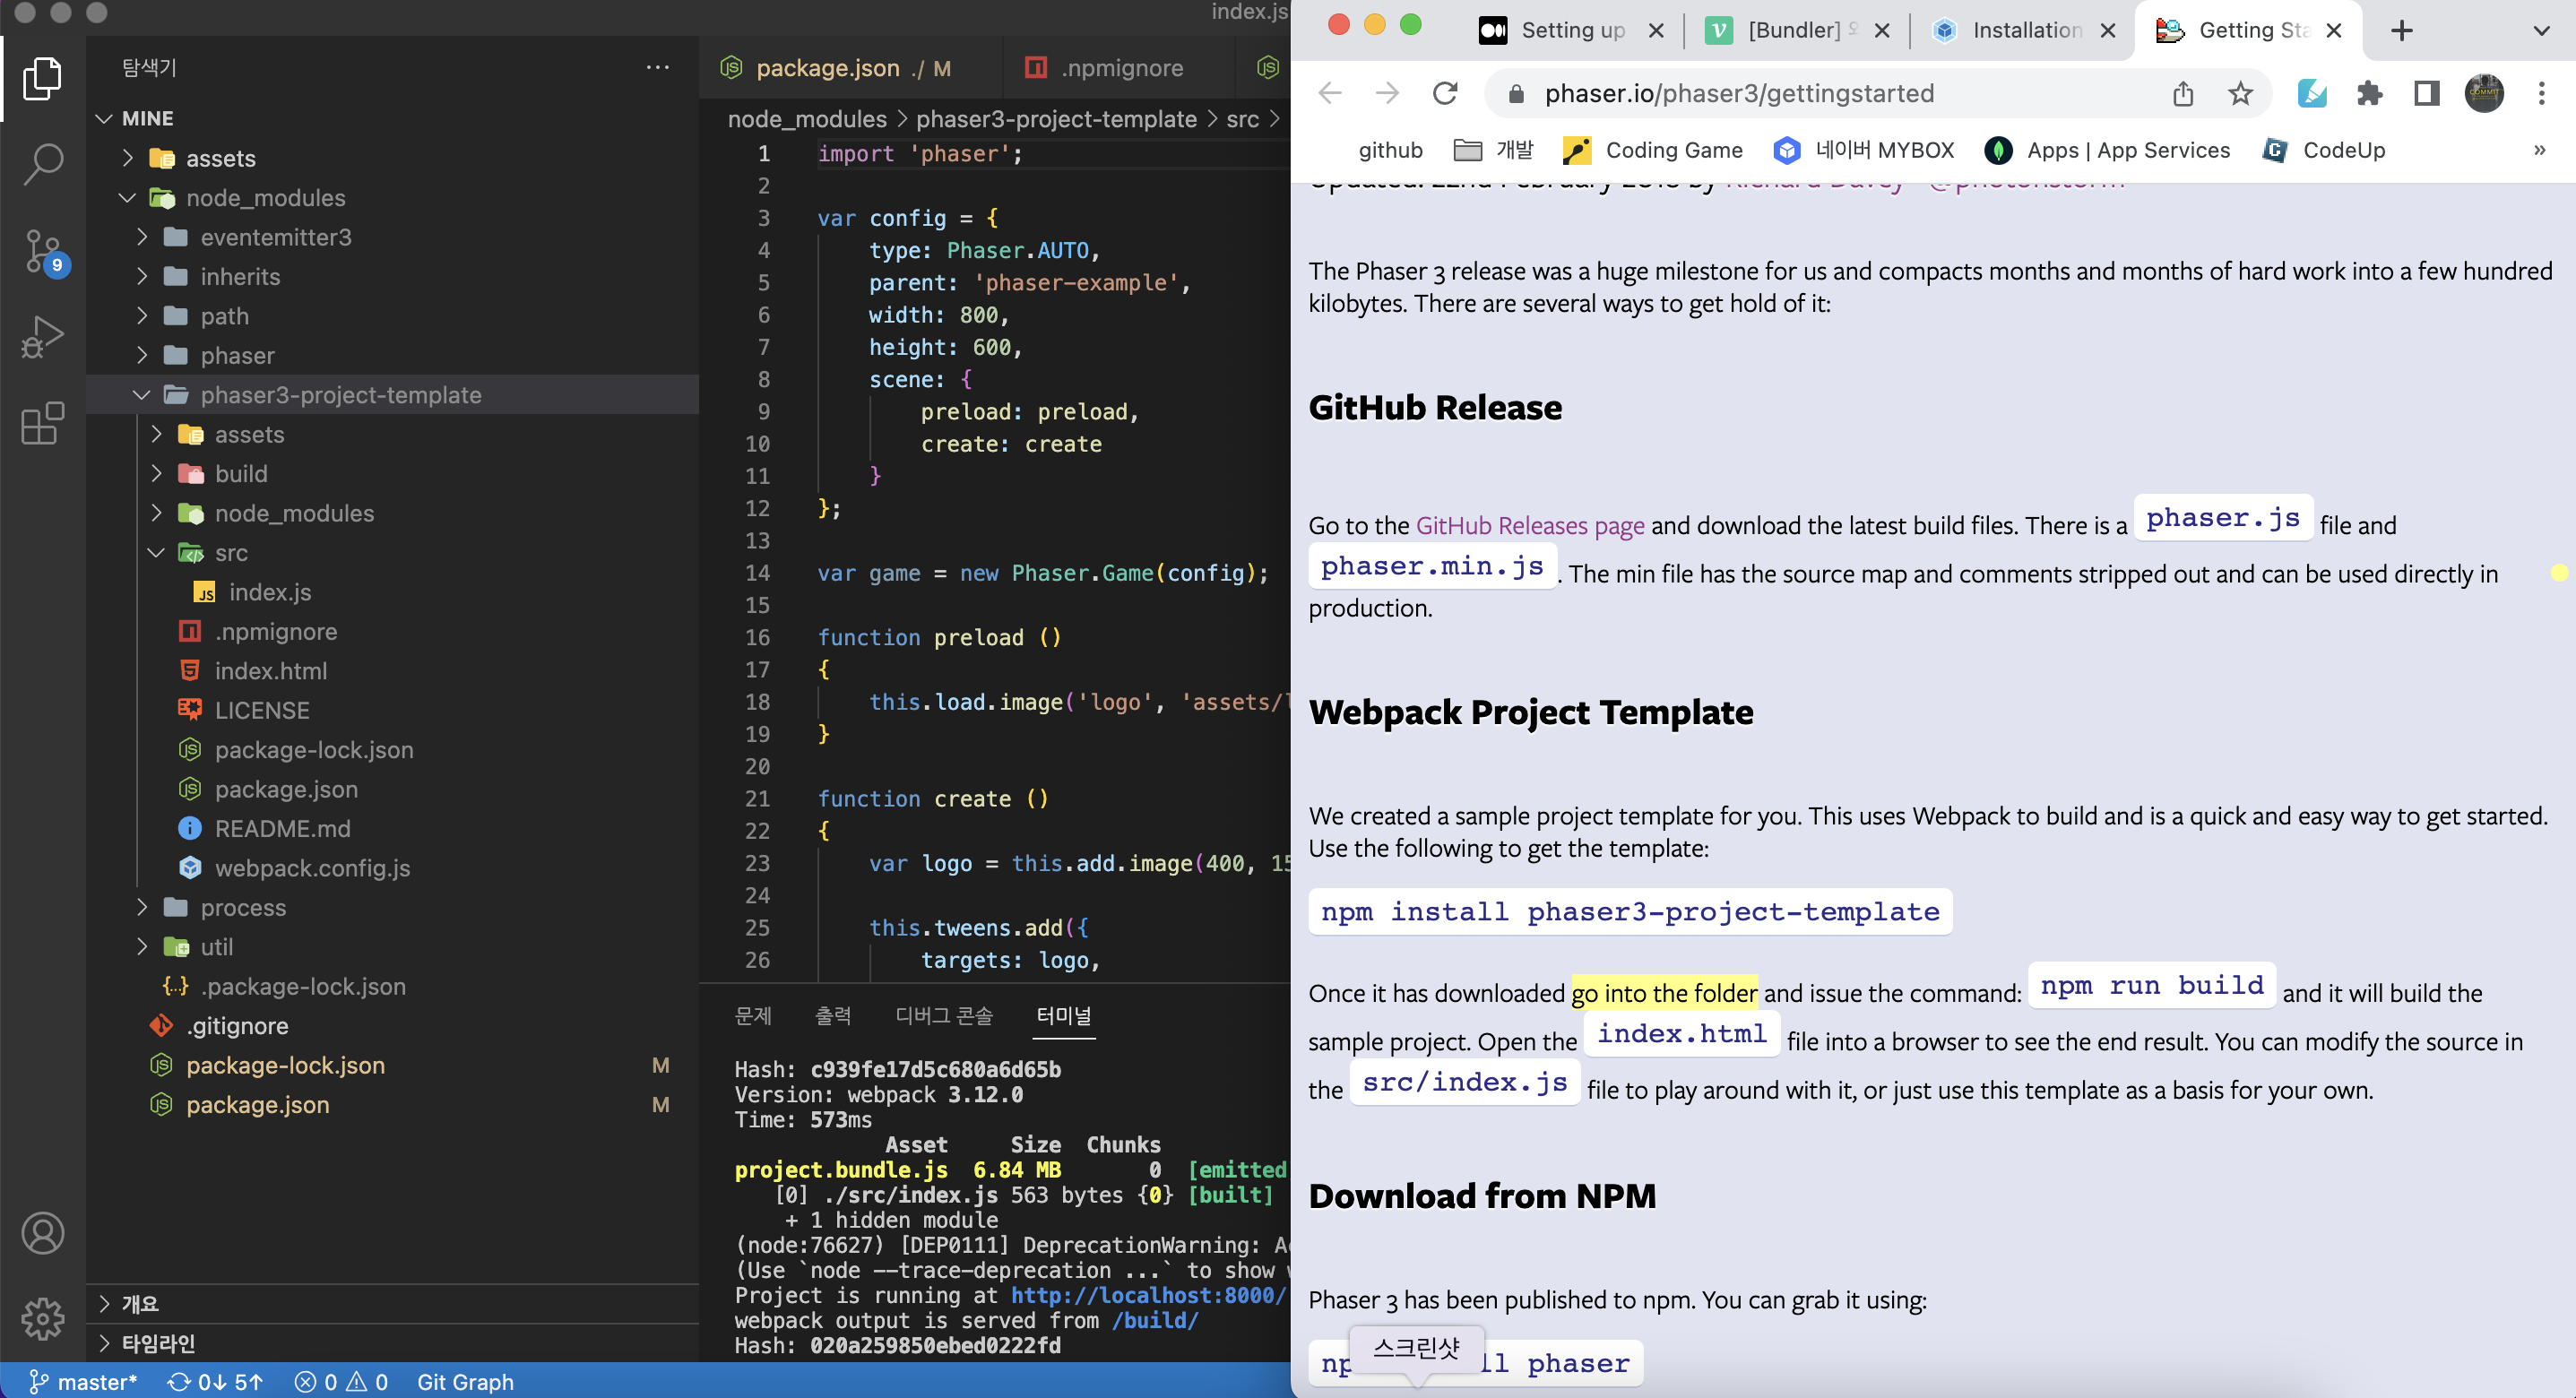 index.js
탐색기
MINE
assets
node_modules
eventemitter3
inherits
path
phaser
phaser3-project-template
assets
build
node_modules
src
index.js
.npmignore
index.html
LICENSE
package-lock.json
package.json
README.md
webpack.config.js
process
util
.package-lock.json
.gitignore
package-lock.json M
package.json M
개요
타임라인
9
package.json ./ M
.npmignore
node_modules > phaser3-project-template > src >
1 import 'phaser';
2
3 var config = {
4 type: Phaser.AUTO,
5 parent: 'phaser-example',
6 width: 800,
7 height: 600,
8 scene: {
9 preload: preload,
10 create: create
11 }
12 };
13
14 var game = new Phaser.Game(config);
15
16 function preload ()
17 {
18 this.load.image('logo', 'assets/
19 }
20
21 function create ()
22 {
23 var logo = this.add.image(400, 15
24
25 this.tweens.add({
26 targets: logo,
문제 출력 디버그 콘솔 터미널
Hash: c939fe17d5c680a6d65b
Version: webpack 3.12.0
Time: 573ms
Asset Size Chunks
project.bundle.js 6.84 MB 0 [emitted
[0] ./src/index.js 563 bytes {0} [built]
+ 1 hidden module
(node:76627) [DEP0111] DeprecationWarning: A
(Use `node --trace-deprecation ...` to show
Project is running at http://localhost:8000/
webpack output is served from /build/
Hash: 020a259850ebed0222fd
master* 0↓ 5↑ 0 0 Git Graph
Setting up
[Bundler]
Installation
Getting Sta
phaser.io/phaser3/gettingstarted
github 개발 Coding Game 네이버 MYBOX Apps | App Services CodeUp »
Updated: 22nd February 2018 by Richard Davey @photonstorm
The Phaser 3 release was a huge milestone for us and compacts months and months of hard work into a few hundred
kilobytes. There are several ways to get hold of it:
GitHub Release
Go to the GitHub Releases page and download the latest build files. There is a phaser.js file and
phaser.min.js. The min file has the source map and comments stripped out and can be used directly in
production.
Webpack Project Template
We created a sample project template for you. This uses Webpack to build and is a quick and easy way to get started.
Use the following to get the template:
npm install phaser3-project-template
Once it has downloaded go into the folder and issue the command: npm run build and it will build the
sample project. Open the index.html file into a browser to see the end result. You can modify the source in
the src/index.js file to play around with it, or just use this template as a basis for your own.
Download from NPM
Phaser 3 has been published to npm. You can grab it using:
np ll phaser
스크린샷